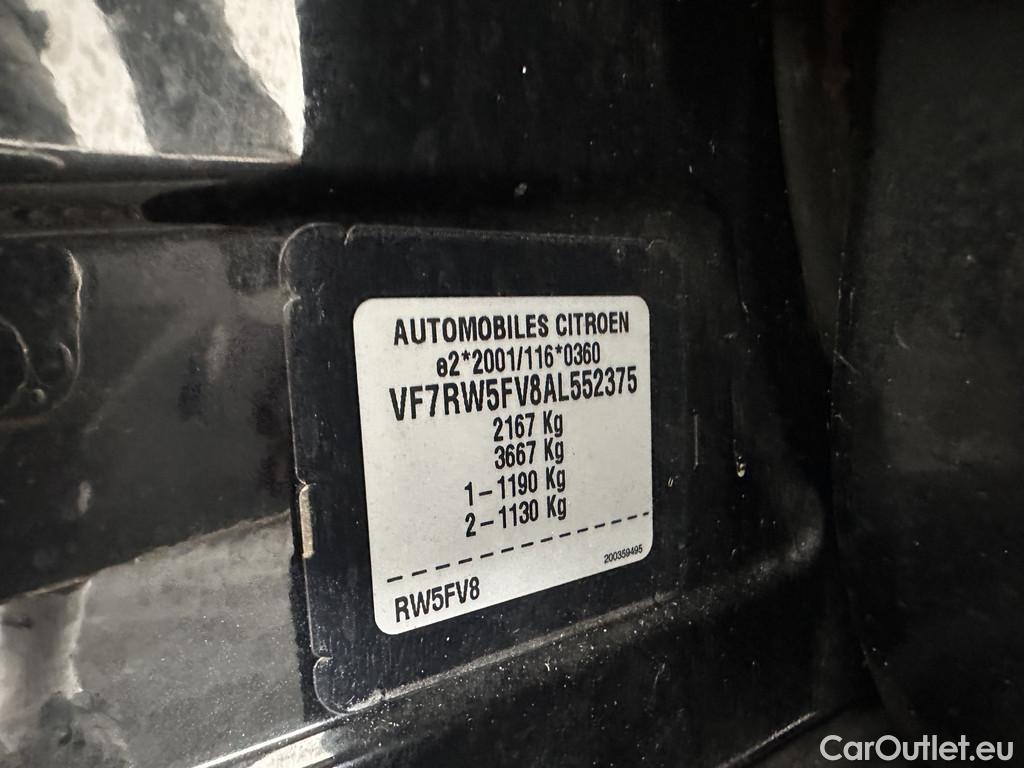 AUTOMOBILES CITROEN
e2*2001/116*0360
VF7RW5FV8AL552375
2167 Kg
3667 Kg
1-1190 Kg
2-1130 Kg
200359495
RW5FV8
CarOutlet.eu